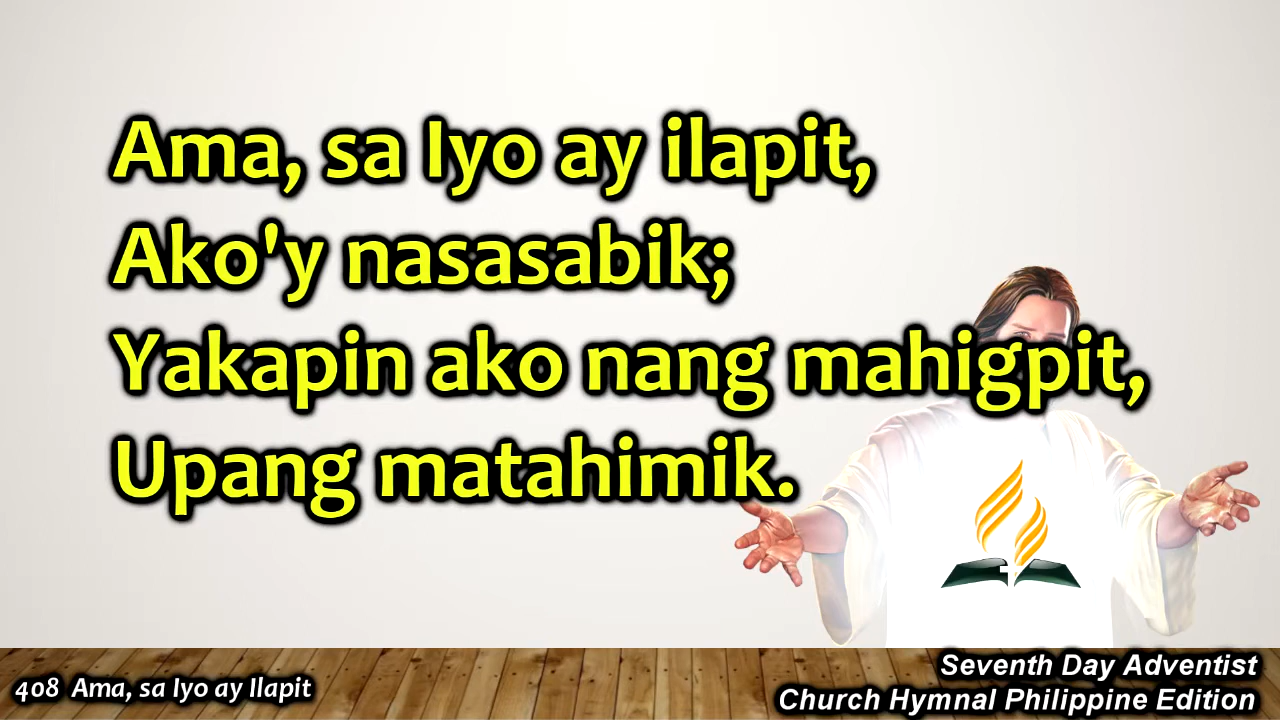 Ama, sa Iyo ay ilapit,
Ako'y nasasabik;
Yakapin ako nang mahigpit,
Upang matahimik.
408 Ama, sa Iyo ay Ilapit
Seventh Day Adventist
Church Hymnal Philippine Edition